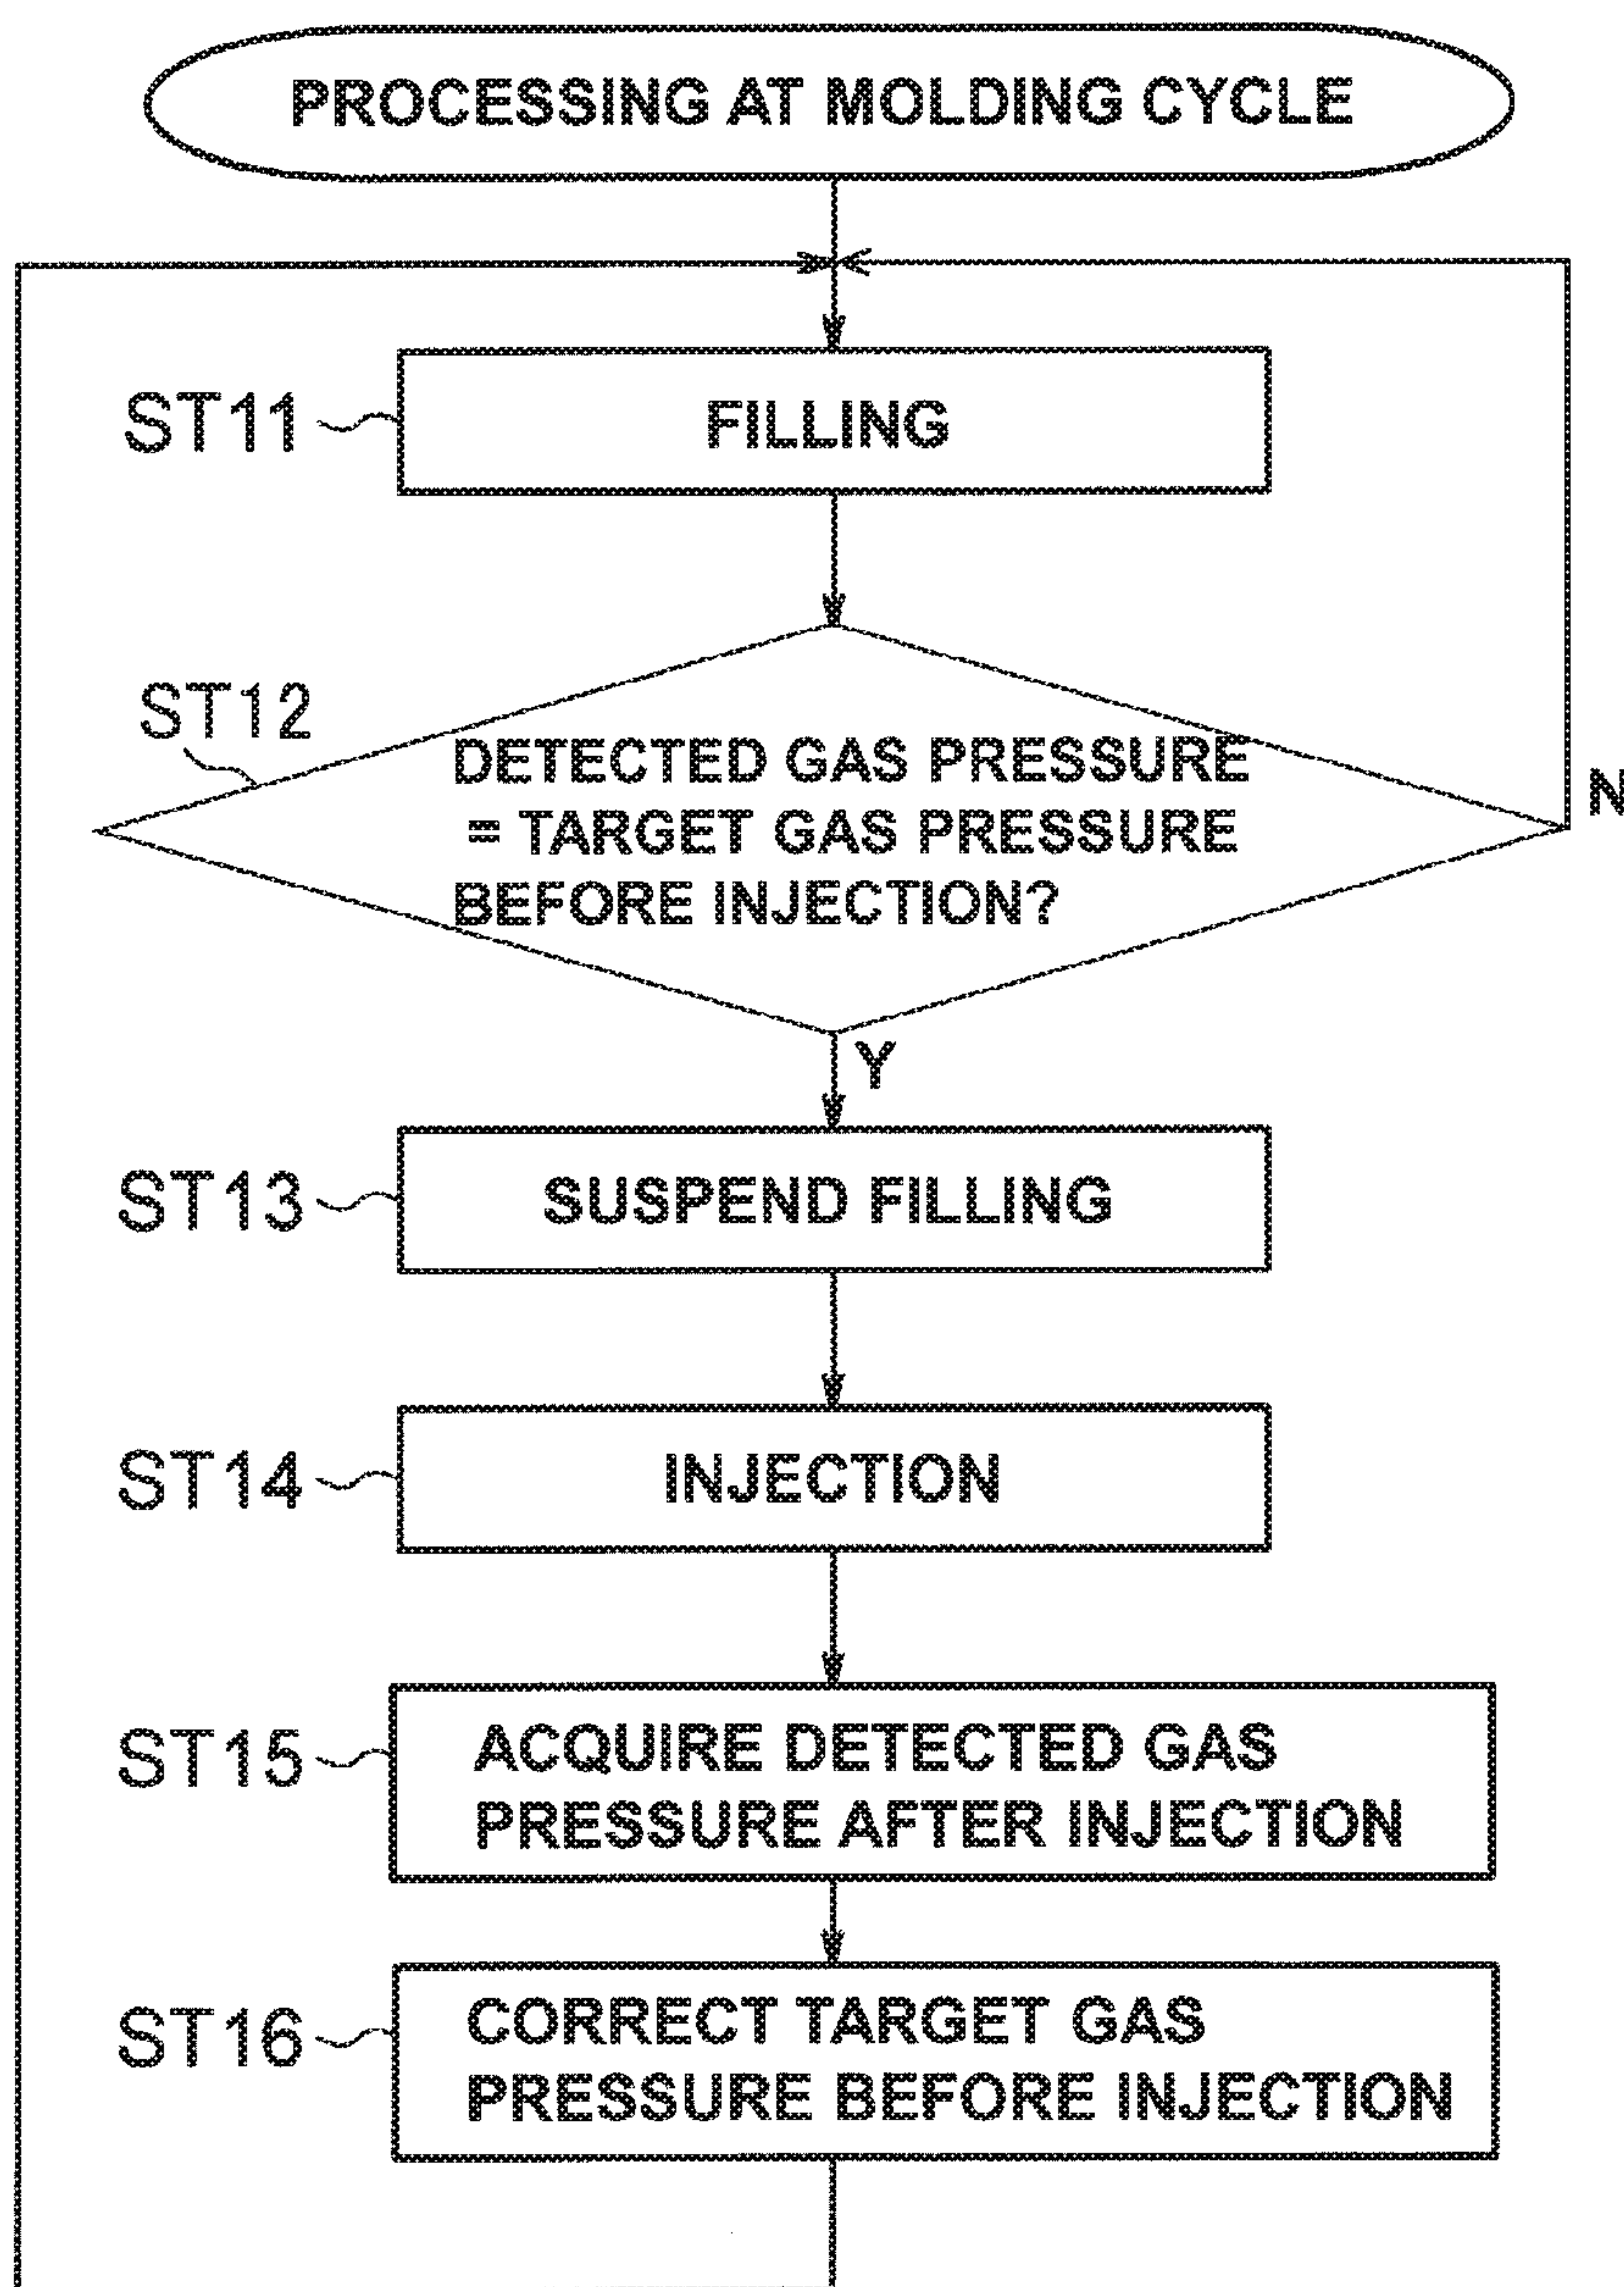 PROCESSING AT MOLDING CYCLE
ST11
FILLING
ST12
DETECTED GAS PRESSURE
= TARGET GAS PRESSURE
BEFORE INJECTION?
N
Y
ST13
SUSPEND FILLING
ST14
INJECTION
ST15
ACQUIRE DETECTED GAS
PRESSURE AFTER INJECTION
ST16
CORRECT TARGET GAS
PRESSURE BEFORE INJECTION